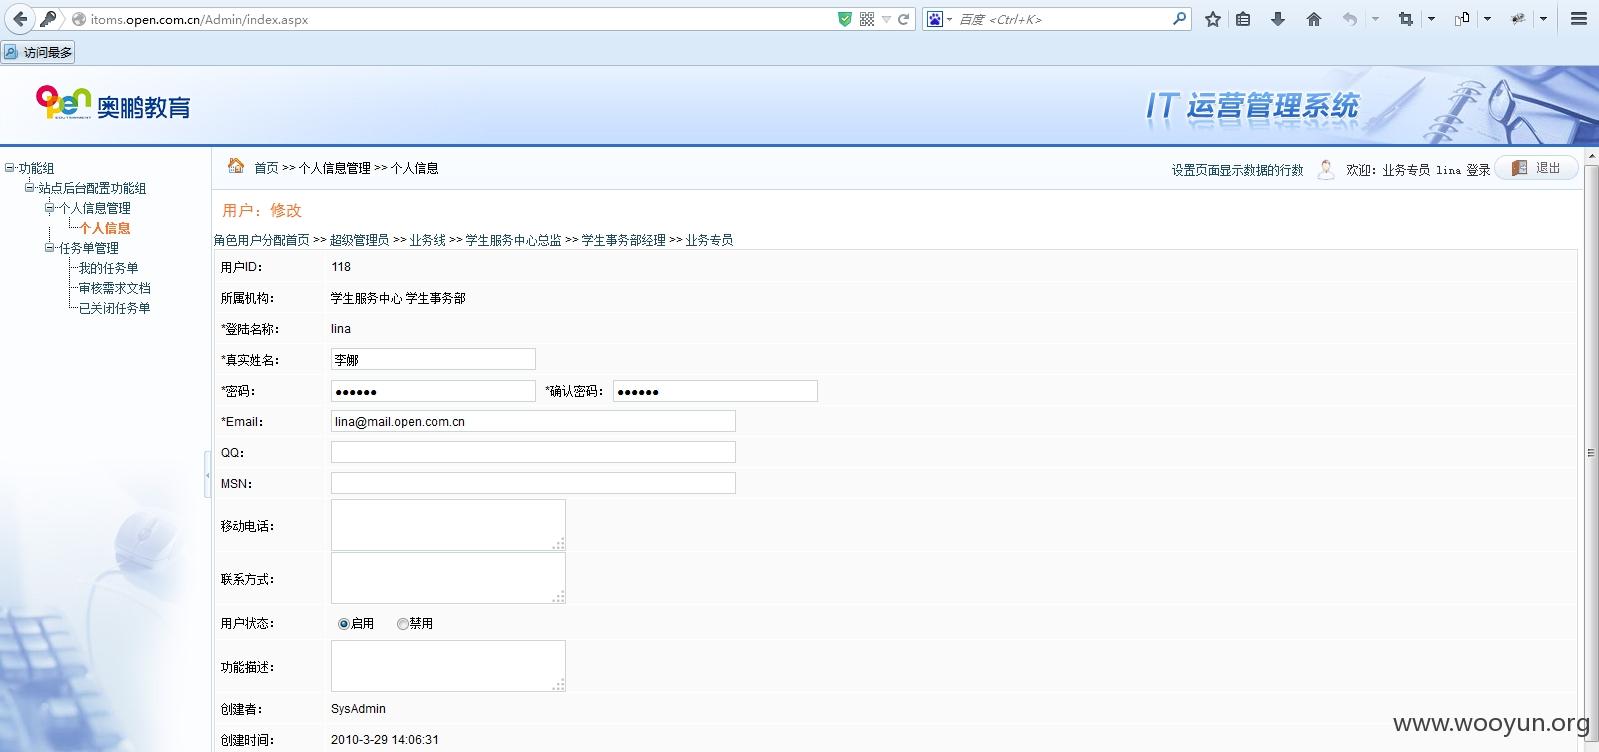 itoms.open.com.cn/Admin/index.aspx
百度 <Ctrl+K>
访问最多
open 奥鹏教育
IT 运营管理系统
功能组
站点后台配置功能组
个人信息管理
个人信息
任务单管理
我的任务单
审核需求文档
已关闭任务单
首页 >> 个人信息管理 >> 个人信息
设置页面显示数据的行数 欢迎: 业务专员 lina 登录 退出
用户: 修改
角色用户分配首页 >> 超级管理员 >> 业务线 >> 学生服务中心总监 >> 学生事务部经理 >> 业务专员
用户ID: 118
所属机构: 学生服务中心 学生事务部
*登陆名称: lina
*真实姓名: 李娜
*密码: ●●●●●● *确认密码: ●●●●●●
*Email: lina@mail.open.com.cn
QQ:
MSN:
移动电话:
联系方式:
用户状态: 启用 禁用
功能描述:
创建者: SysAdmin
创建时间: 2010-3-29 14:06:31
www.wooyun.org